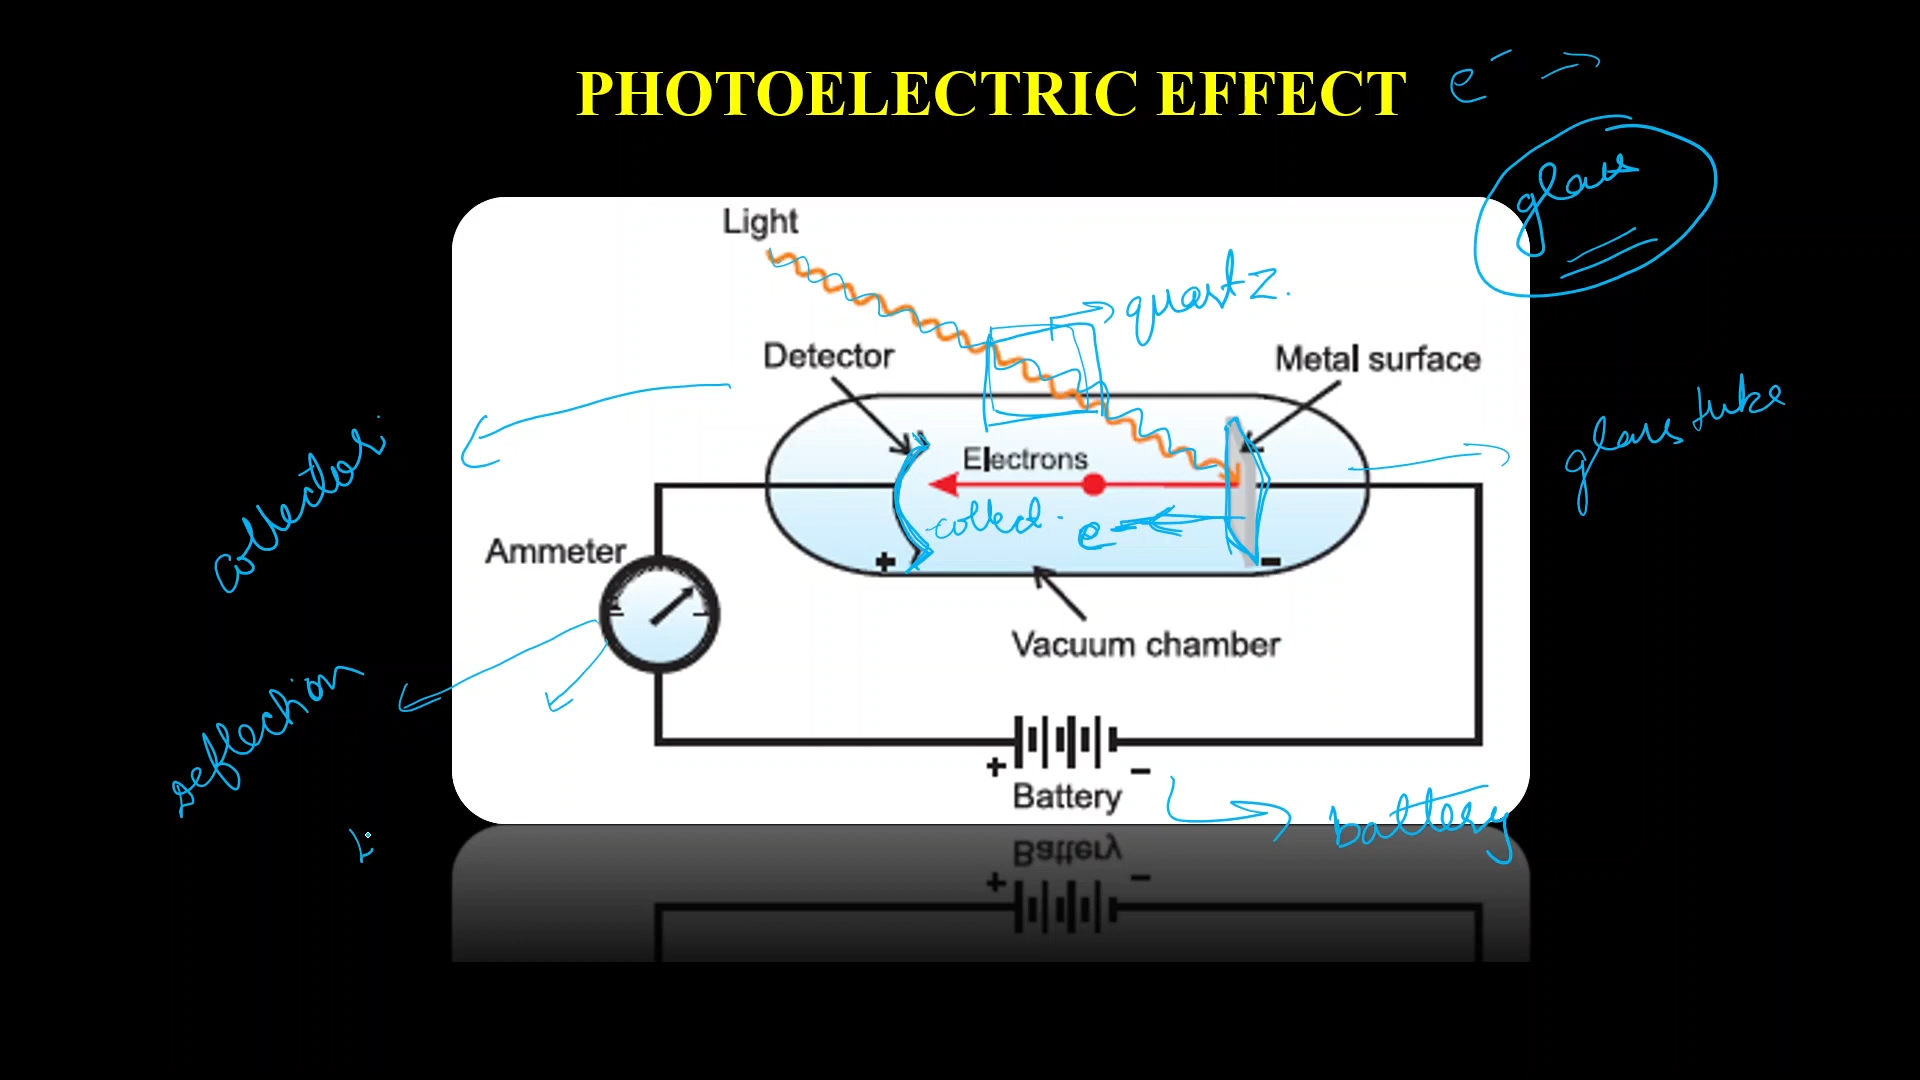 PHOTOELECTRIC EFFECT
e⁻ →
glass
Light
quartz.
Detector
Metal surface
glass tube
collector.
Electrons
collect.
e
Ammeter
+
-
Vacuum chamber
deflection
+
-
Battery
battery
Battery
+
-